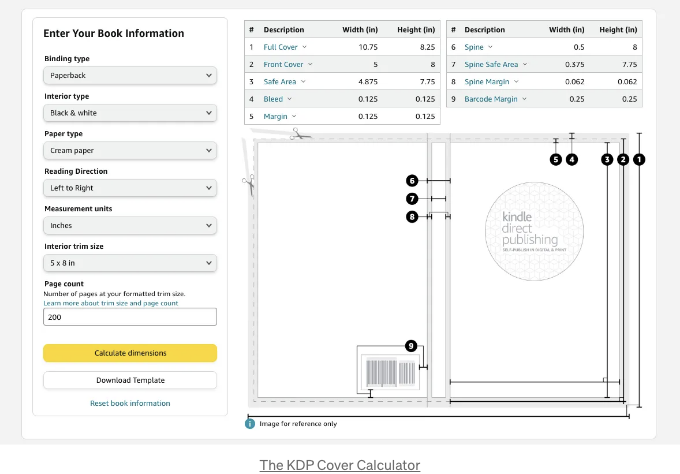 Enter Your Book Information
Binding type
Paperback
Interior type
Black & white
Paper type
Cream paper
Reading Direction
Left to Right
Measurement units
Inches
Interior trim size
5 x 8 in
Page count
Number of pages at your formatted trim size.
Learn more about trim size and page count
200
Calculate dimensions
Download Template
Reset book information
# Description Width (in) Height (in)
1 Full Cover 10.75 8.25
2 Front Cover 5 8
3 Safe Area 4.875 7.75
4 Bleed 0.125 0.125
5 Margin 0.125 0.125
# Description Width (in) Height (in)
6 Spine 0.5 8
7 Spine Safe Area 0.375 7.75
8 Spine Margin 0.062 0.062
9 Barcode Margin 0.25 0.25
5 4 3 2 1
6
7
8
kindle
direct
publishing
SELF-PUBLISH IN DIGITAL & PRINT
9
Image for reference only
The KDP Cover Calculator